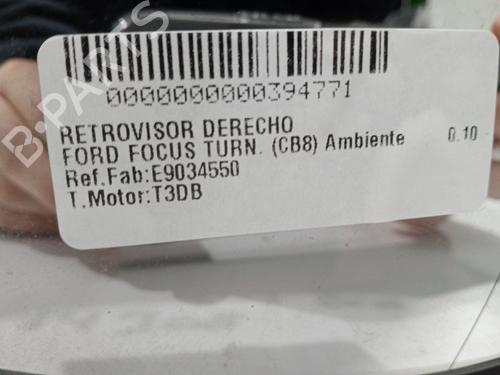 0000000000394771
RETROVISOR DERECHO
FORD FOCUS TURN. (CB8) Ambiente 0.10
Ref.Fab:E9034550
T.Motor:T3DB
B-PARTS